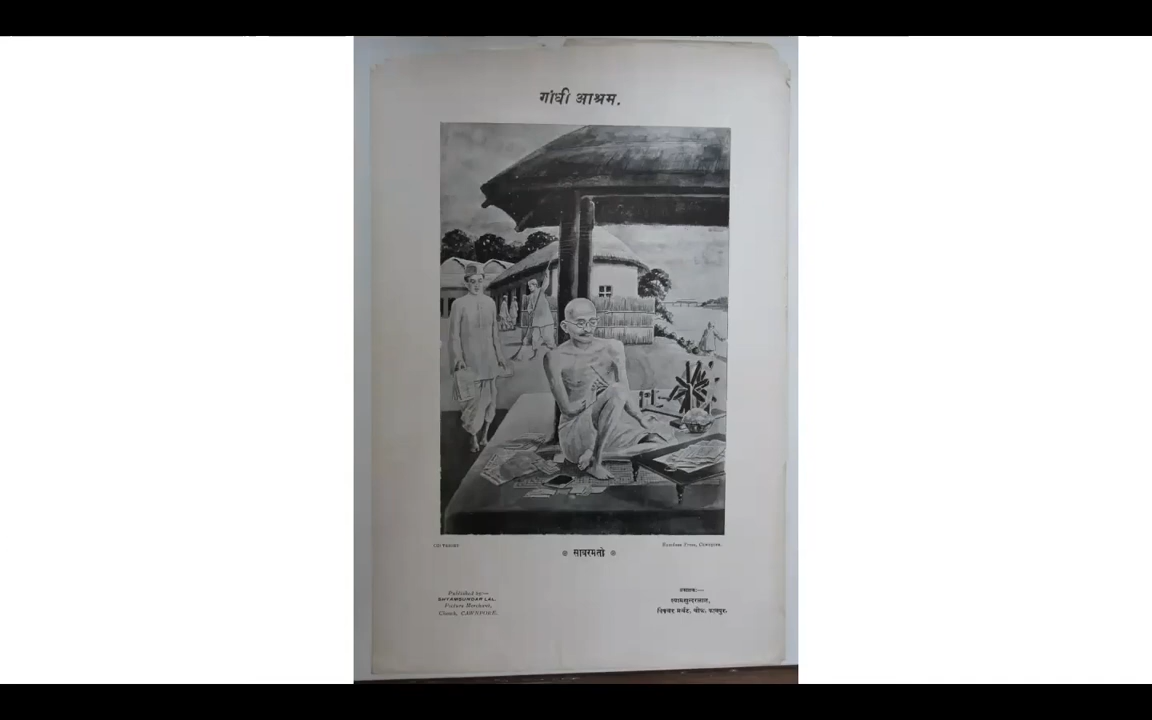 गांधी आश्रम.
साबरमती
Published by:—
SHYAMSUNDAR LAL,
Picture Merchant,
Chowk, CAWNPORE.
प्रकाशक:—
श्यामसुन्दरलाल,
पिक्चर मर्चेंट, चौक, कानपुर.